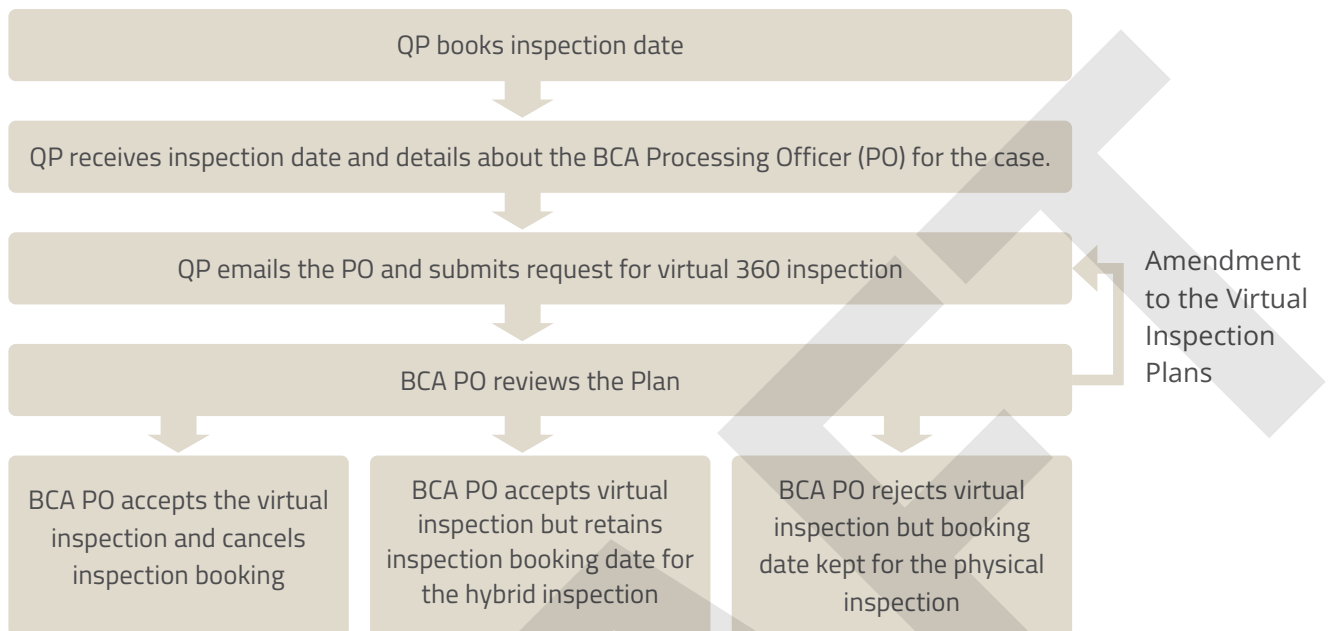 QP books inspection date
QP receives inspection date and details about the BCA Processing Officer (PO) for the case.
QP emails the PO and submits request for virtual 360 inspection
Amendment
to the Virtual
Inspection
Plans
BCA PO reviews the Plan
BCA PO accepts the virtual
inspection and cancels
inspection booking
BCA PO accepts virtual
inspection but retains
inspection booking date for
the hybrid inspection
BCA PO rejects virtual
inspection but booking
date kept for the physical
inspection